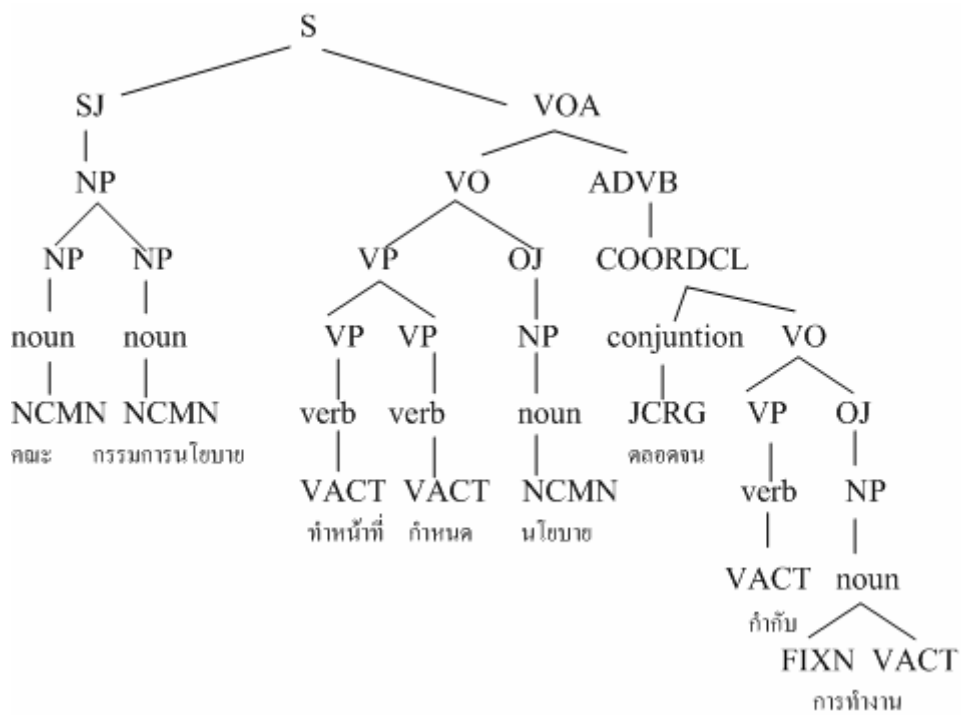 S
SJ VOA
NP VO ADVB
NP NP VP OJ COORDCL
noun noun VP VP NP conjuntion VO
NCMN NCMN verb verb noun JCRG VP OJ
คณะ กรรมการนโยบาย ตลอดจน
VACT VACT NCMN verb NP
ทำหน้าที่ กำหนด นโยบาย
VACT noun
กำกับ
FIXN VACT
การทำงาน